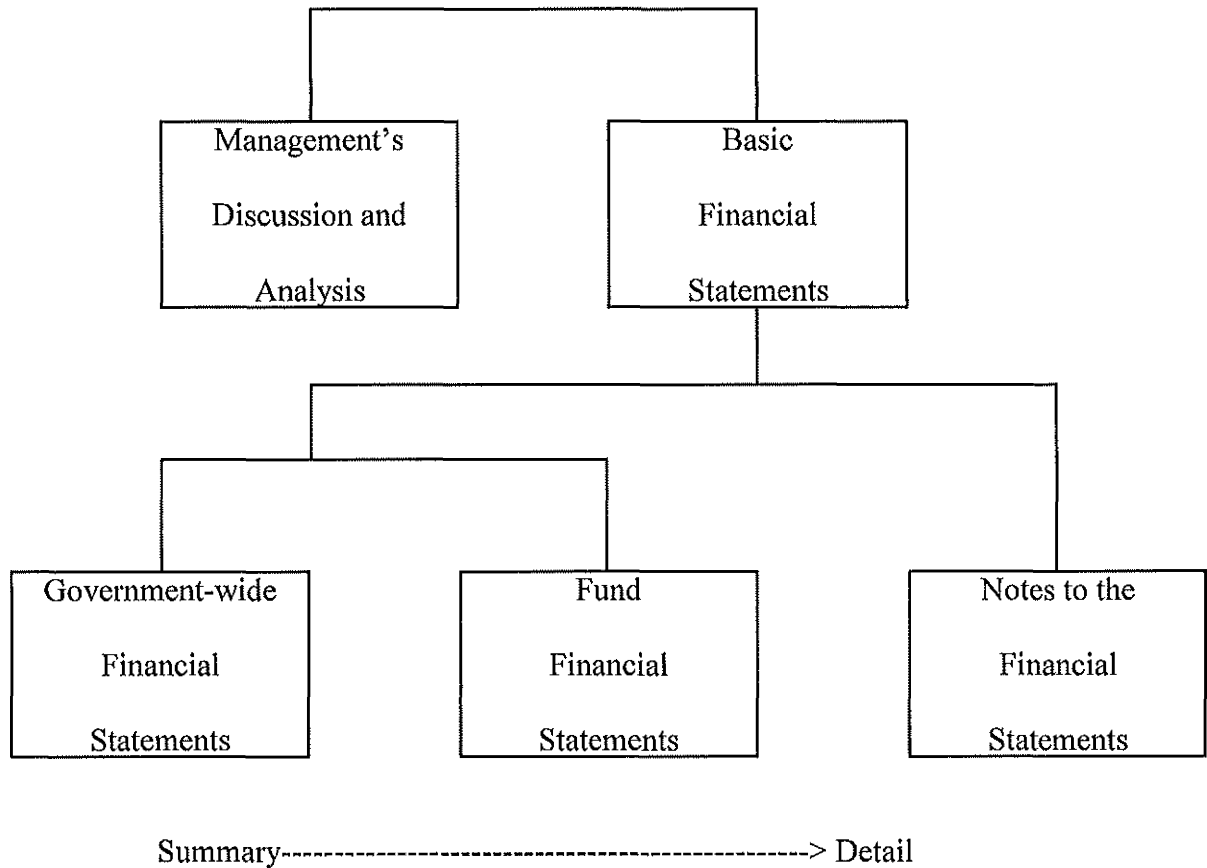 Management’s
Discussion and
Analysis
Basic
Financial
Statements
Government-wide
Financial
Statements
Fund
Financial
Statements
Notes to the
Financial
Statements
Summary---------------------------------------------> Detail